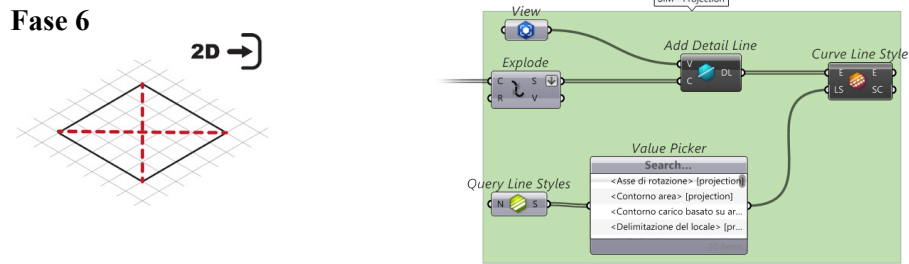 Fase 6
2D
BIM - Projection
View
Explode
C S
R V
Add Detail Line
V
C
DL
Curve Line Style
E E
LS SC
Query Line Styles
N S
Value Picker
Search...
<Asse di rotazione> [projection]
<Contorno area> [projection]
<Contorno carico basato su ar...
<Delimitazione del locale> [pr...